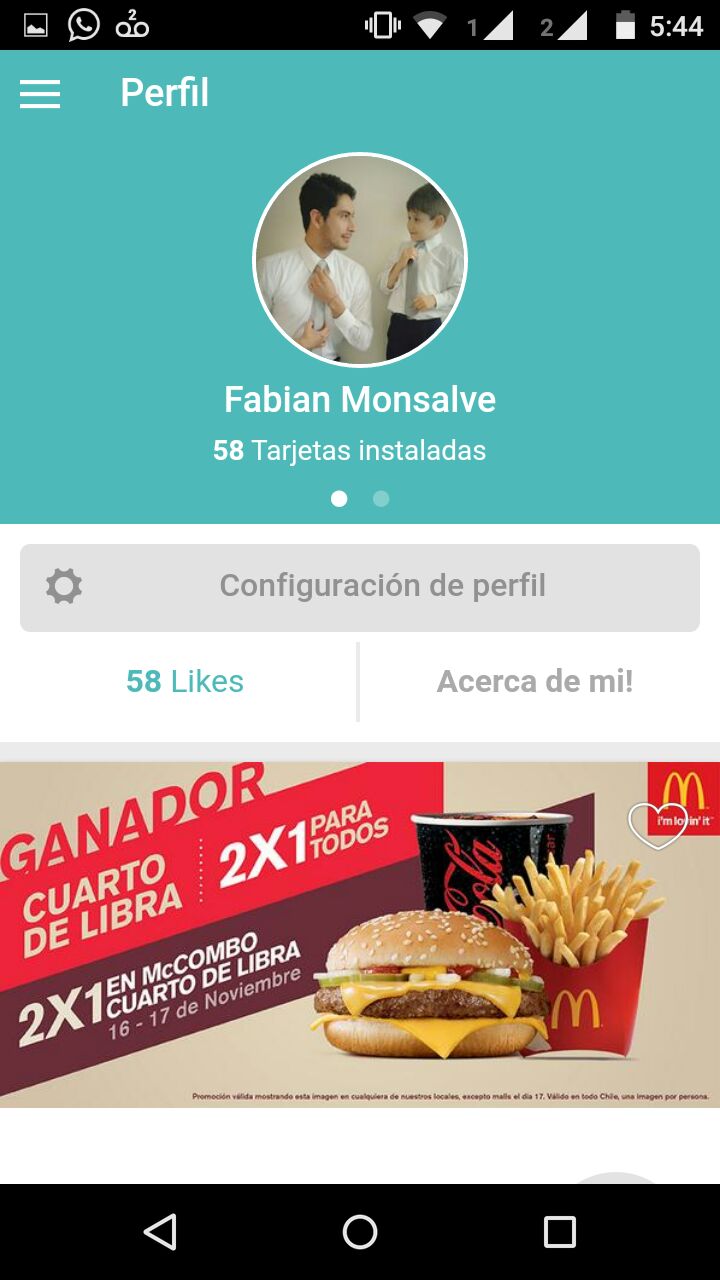 2
1
2
5:44
Perfil
Fabian Monsalve
58 Tarjetas instaladas
Configuración de perfil
58 Likes
Acerca de mi!
GANADOR
CUARTO
DE LIBRA
2X1 PARA
TODOS
2X1 EN McCOMBO
CUARTO DE LIBRA
16 - 17 de Noviembre
M
i'm lovin' it
Cola
M
Promoción válida mostrando esta imagen en cualquiera de nuestros locales, excepto malls el día 17. Válido en todo Chile, una imagen por persona.